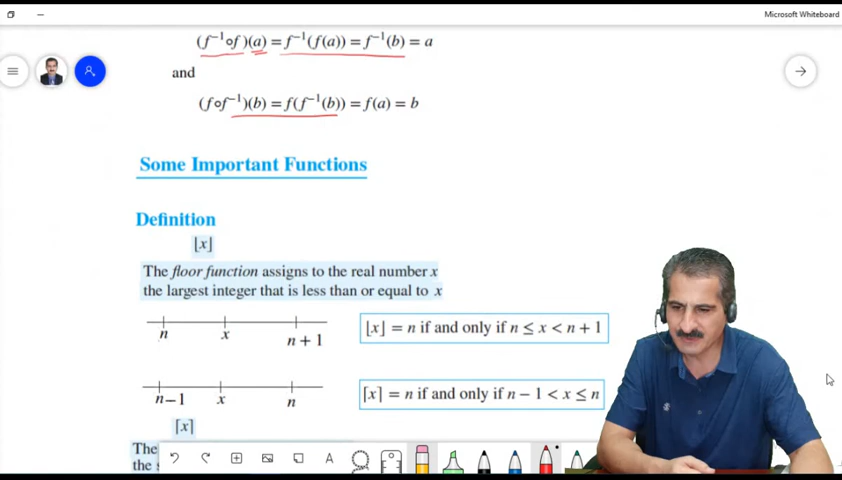 Microsoft Whiteboard
(f⁻¹∘f)(a) = f⁻¹(f(a)) = f⁻¹(b) = a
and
(f∘f⁻¹)(b) = f(f⁻¹(b)) = f(a) = b
Some Important Functions
Definition
⌊x⌋
The floor function assigns to the real number x
the largest integer that is less than or equal to x
n x n + 1
⌊x⌋ = n if and only if n ≤ x < n + 1
n−1 x n
⌈x⌉ = n if and only if n − 1 < x ≤ n
⌈x⌉
The
the